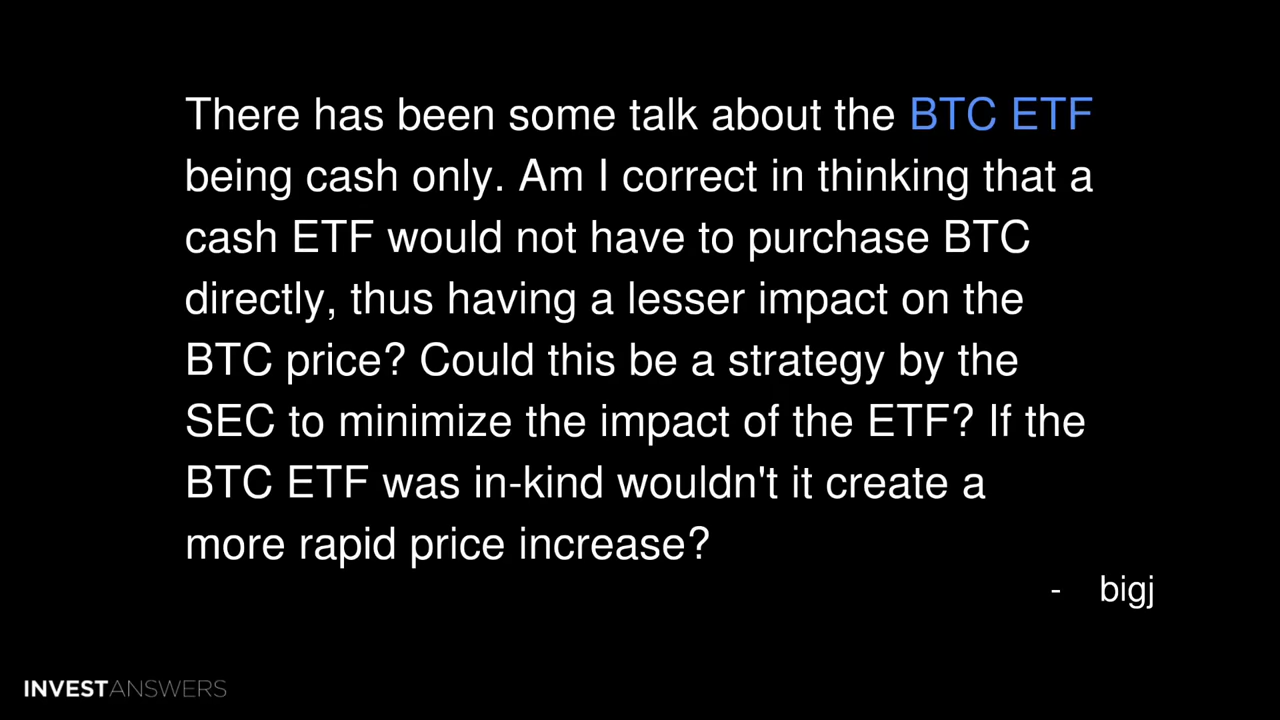 There has been some talk about the BTC ETF
being cash only. Am I correct in thinking that a
cash ETF would not have to purchase BTC
directly, thus having a lesser impact on the
BTC price? Could this be a strategy by the
SEC to minimize the impact of the ETF? If the
BTC ETF was in-kind wouldn't it create a
more rapid price increase?
- bigj
INVESTANSWERS